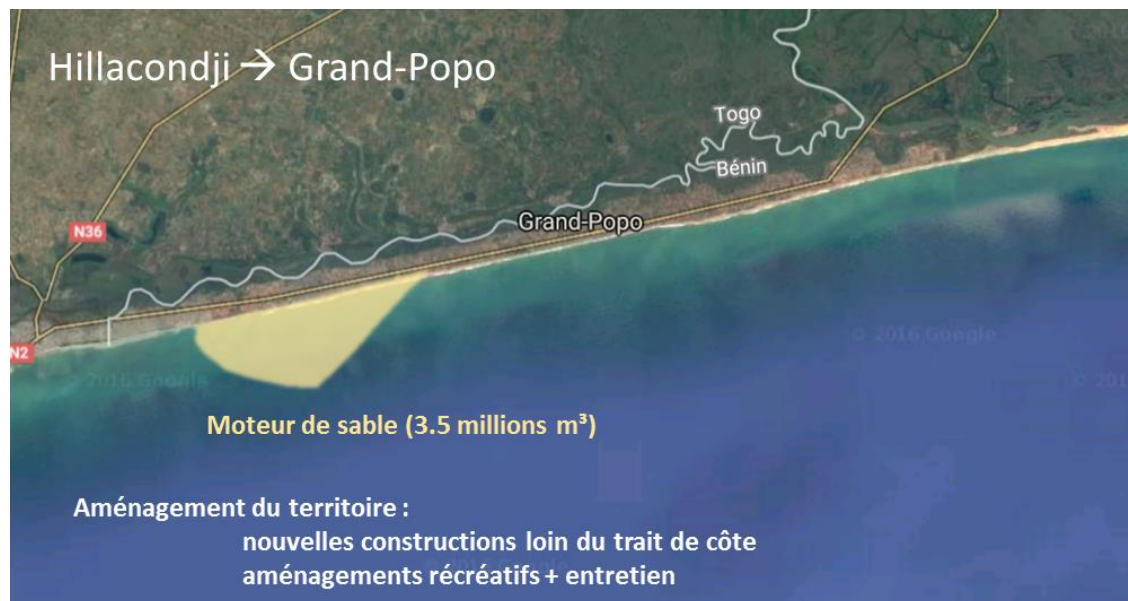 Hillacondji → Grand-Popo
Togo
Bénin
Grand-Popo
N36
N2
© 2016 Google
© 2016 Google
© 201
Moteur de sable (3.5 millions m³)
Aménagement du territoire :
nouvelles constructions loin du trait de côte
aménagements récréatifs + entretien